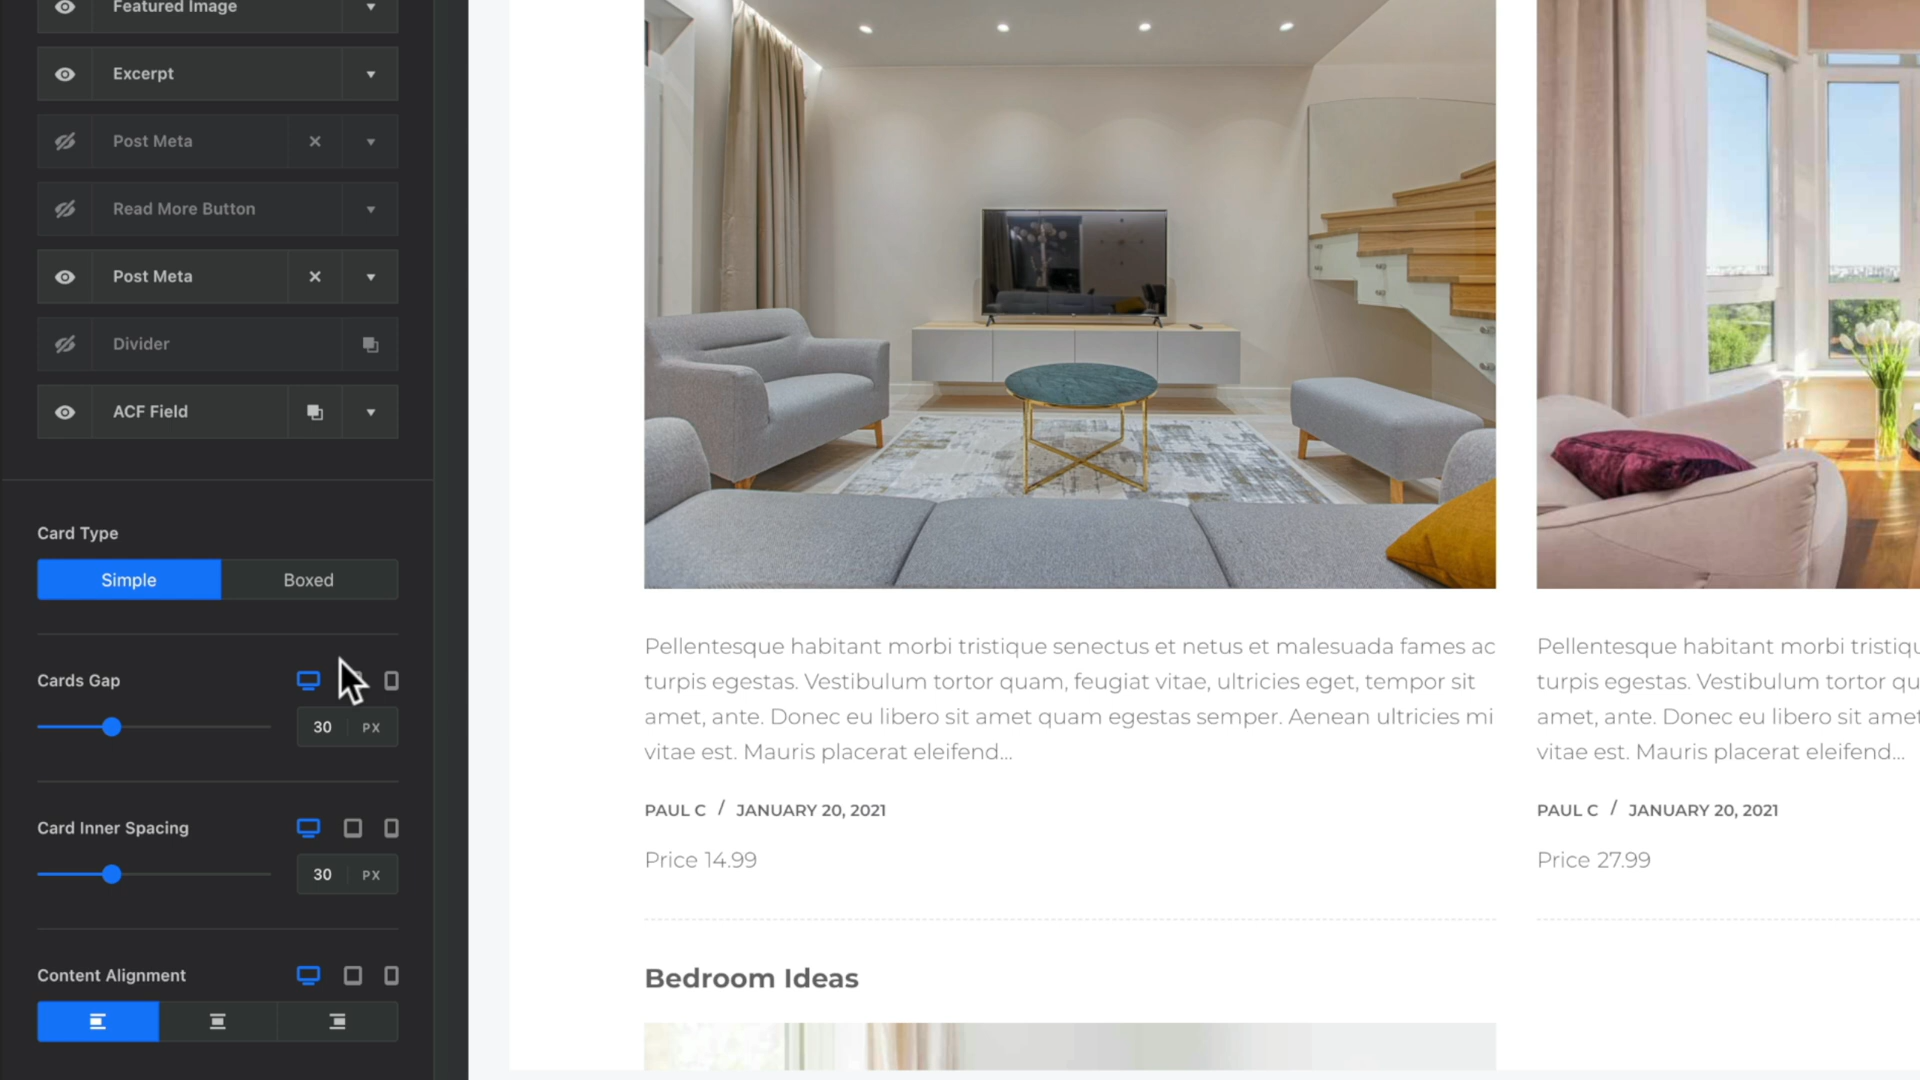 Featured Image
Excerpt
Post Meta
Read More Button
Post Meta
Divider
ACF Field
Card Type
Simple
Boxed
Cards Gap
30 PX
Card Inner Spacing
30 PX
Content Alignment
Pellentesque habitant morbi tristique senectus et netus et malesuada fames ac
turpis egestas. Vestibulum tortor quam, feugiat vitae, ultricies eget, tempor sit
amet, ante. Donec eu libero sit amet quam egestas semper. Aenean ultricies mi
vitae est. Mauris placerat eleifend...
PAUL C / JANUARY 20, 2021
Price 14.99
Bedroom Ideas
Pellentesque habitant morbi tristiqu
turpis egestas. Vestibulum tortor qu
amet, ante. Donec eu libero sit amet
vitae est. Mauris placerat eleifend...
PAUL C / JANUARY 20, 2021
Price 27.99